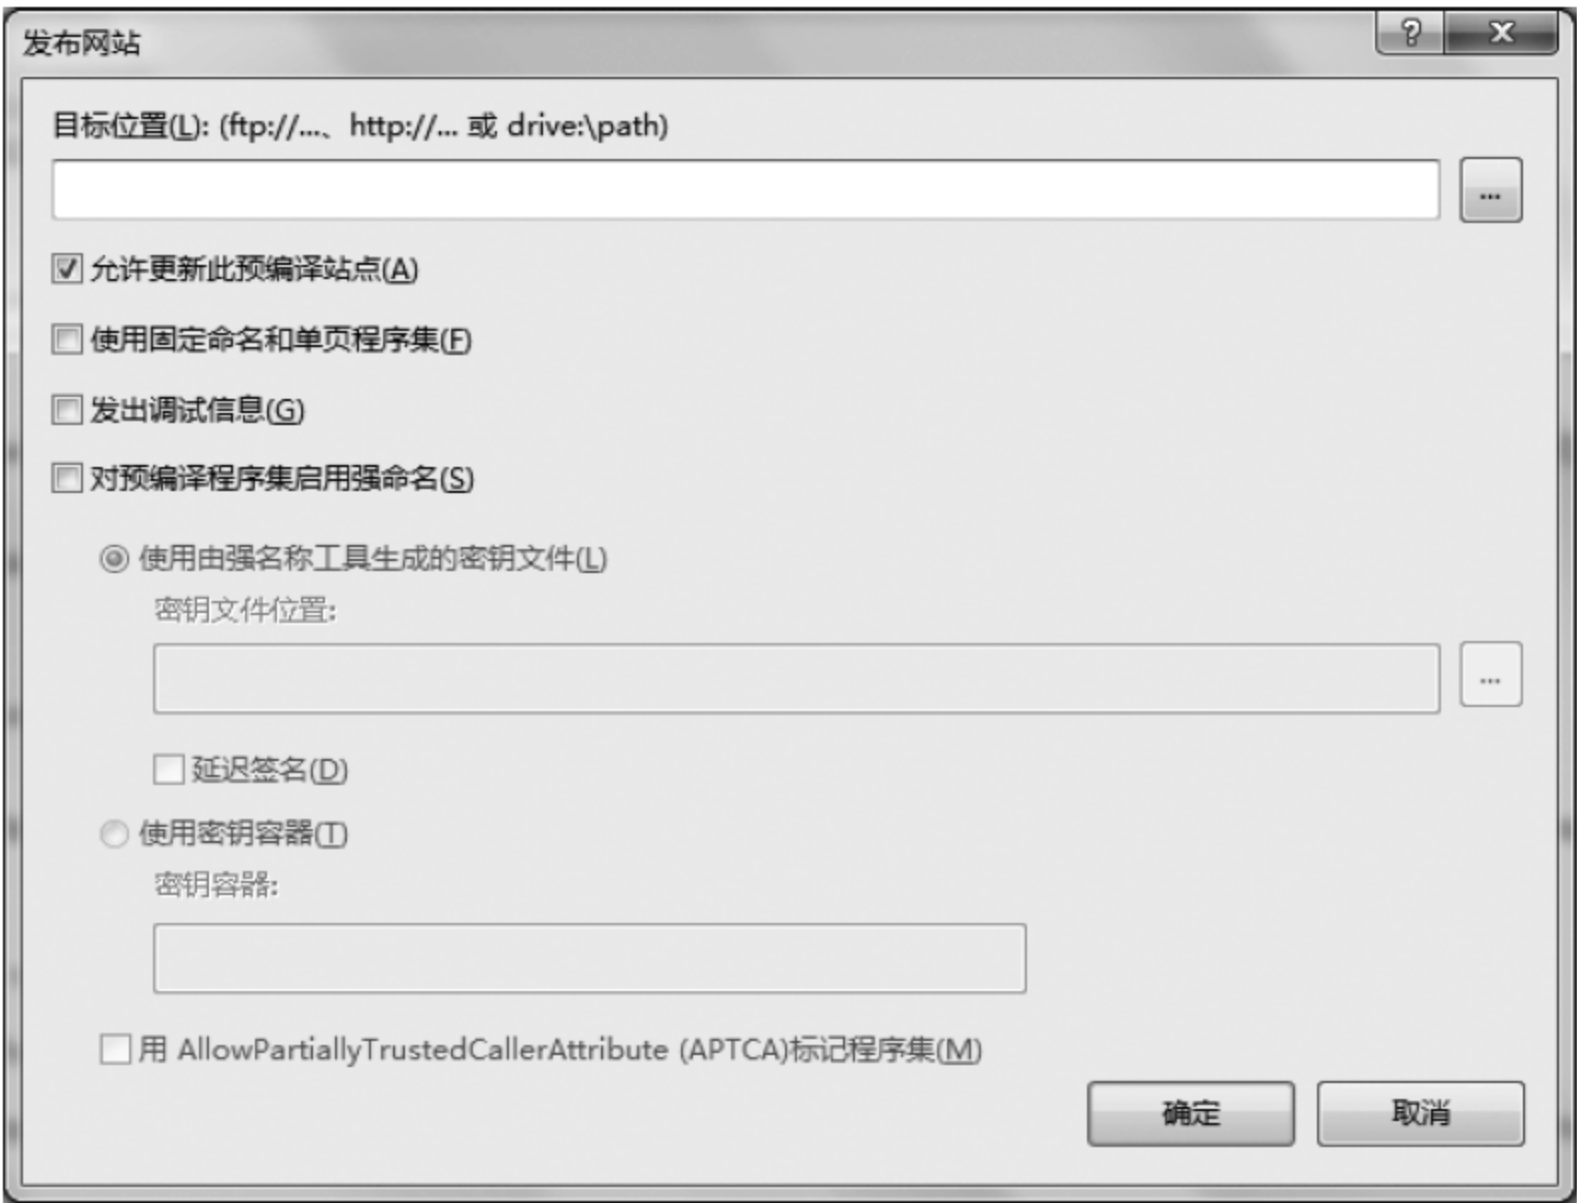 发布网站
目标位置(L): (ftp://...、http://... 或 drive:\path)
...
允许更新此预编译站点(A)
使用固定命名和单页程序集(F)
发出调试信息(G)
对预编译程序集启用强命名(S)
使用由强名称工具生成的密钥文件(L)
密钥文件位置:
...
延迟签名(D)
使用密钥容器(T)
密钥容器:
用 AllowPartiallyTrustedCallerAttribute (APTCA)标记程序集(M)
确定 取消